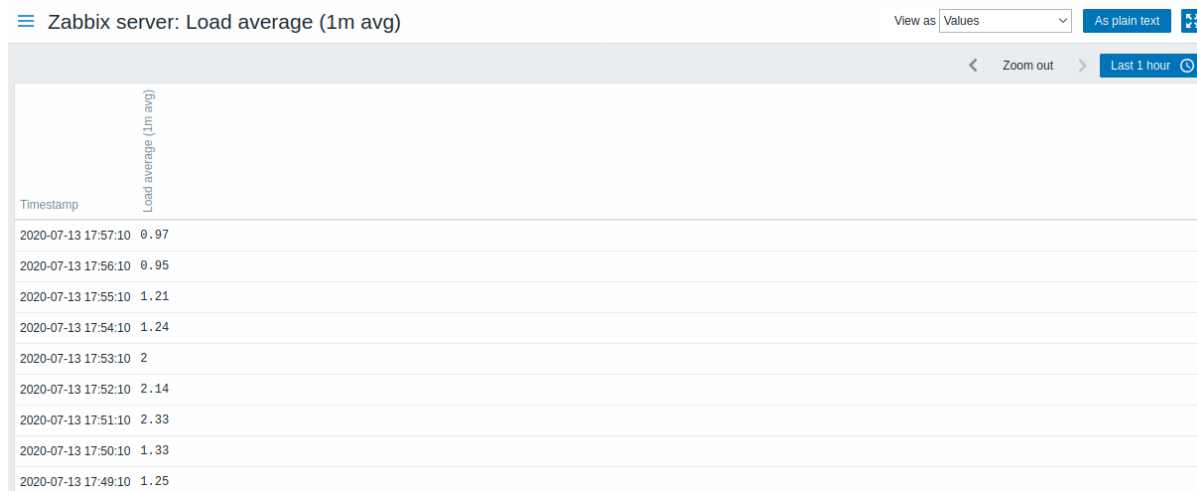 Zabbix server: Load average (1m avg)
View as Values As plain text
Zoom out Last 1 hour
Timestamp Load average (1m avg)
2020-07-13 17:57:10 0.97
2020-07-13 17:56:10 0.95
2020-07-13 17:55:10 1.21
2020-07-13 17:54:10 1.24
2020-07-13 17:53:10 2
2020-07-13 17:52:10 2.14
2020-07-13 17:51:10 2.33
2020-07-13 17:50:10 1.33
2020-07-13 17:49:10 1.25